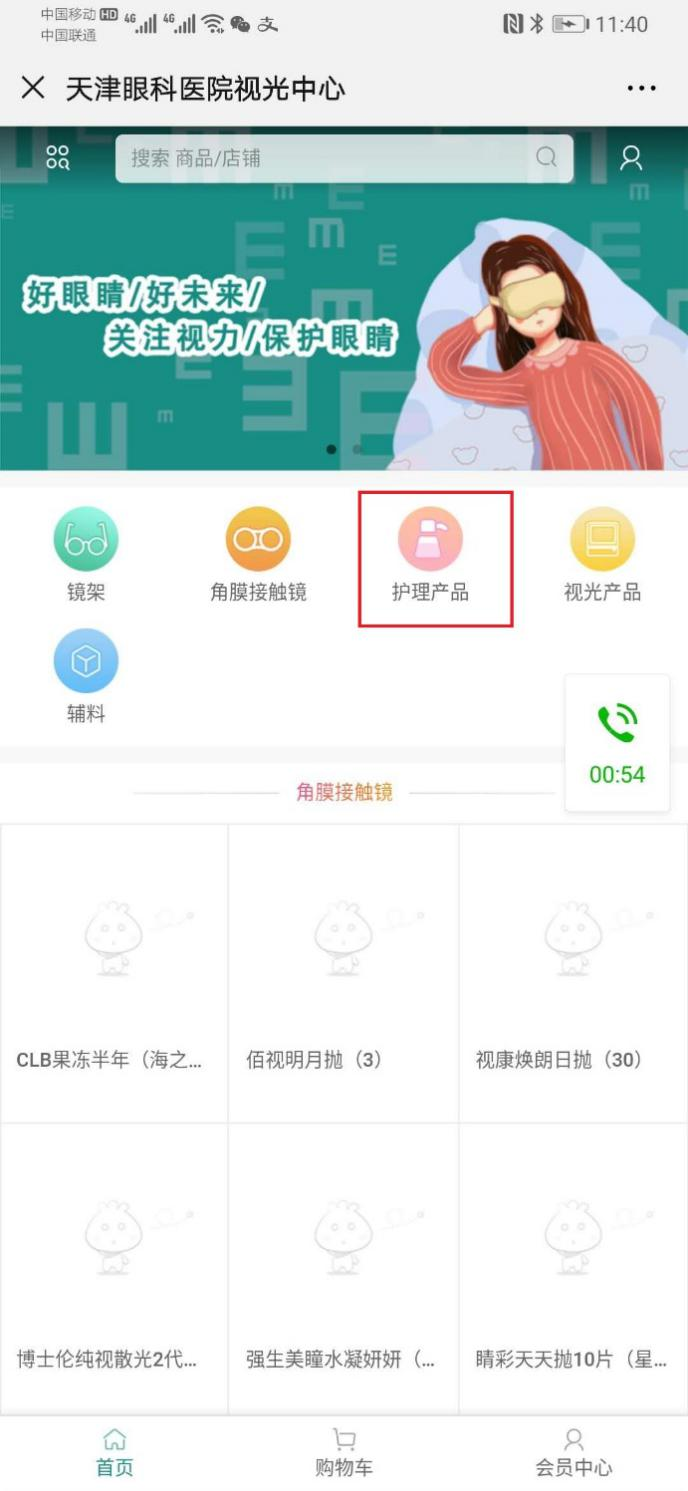 中国移动 HD 4G 4G 11:40
中国联通
天津眼科医院视光中心
搜索 商品/店铺
好眼睛/好未来/
关注视力/保护眼睛
镜架 角膜接触镜 护理产品 视光产品
辅料
00:54
角膜接触镜
CLB果冻半年（海之... 佰视明月抛（3） 视康焕朗日抛（30）
博士伦纯视散光2代... 强生美瞳水凝妍妍（... 睛彩天天抛10片（星...
首页 购物车 会员中心